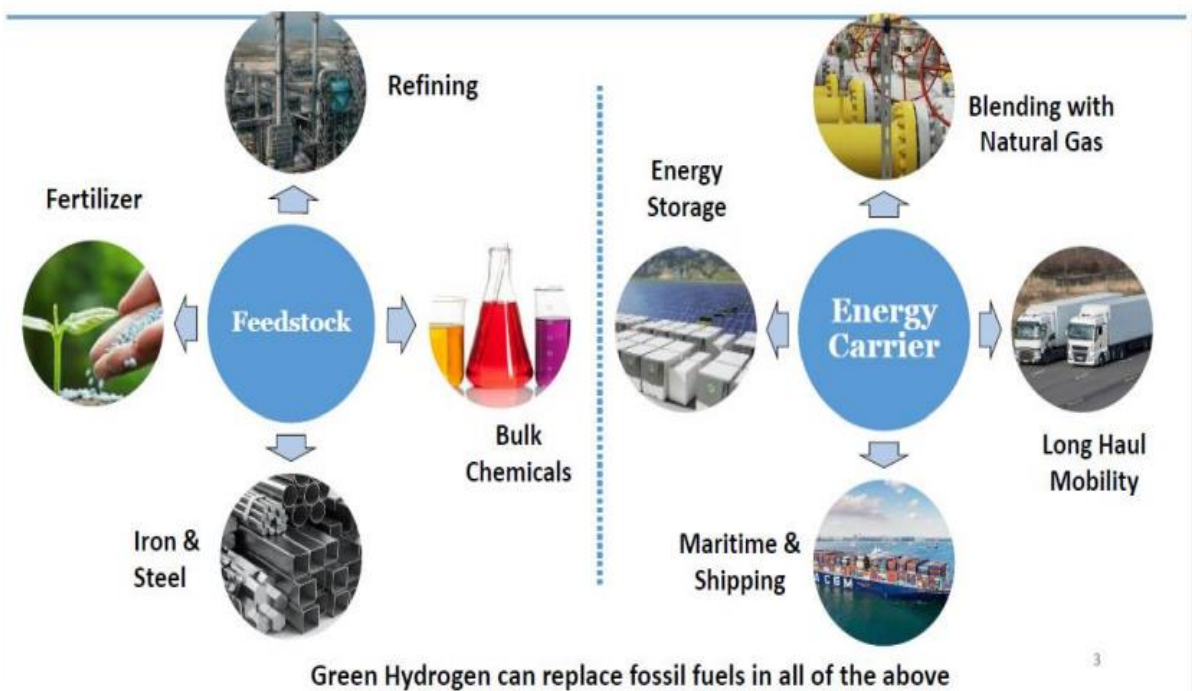 Refining
Fertilizer
Feedstock
Bulk
Chemicals
Iron &
Steel
Blending with
Natural Gas
Energy
Storage
Energy
Carrier
Long Haul
Mobility
Maritime &
Shipping
A CGM
Green Hydrogen can replace fossil fuels in all of the above
3